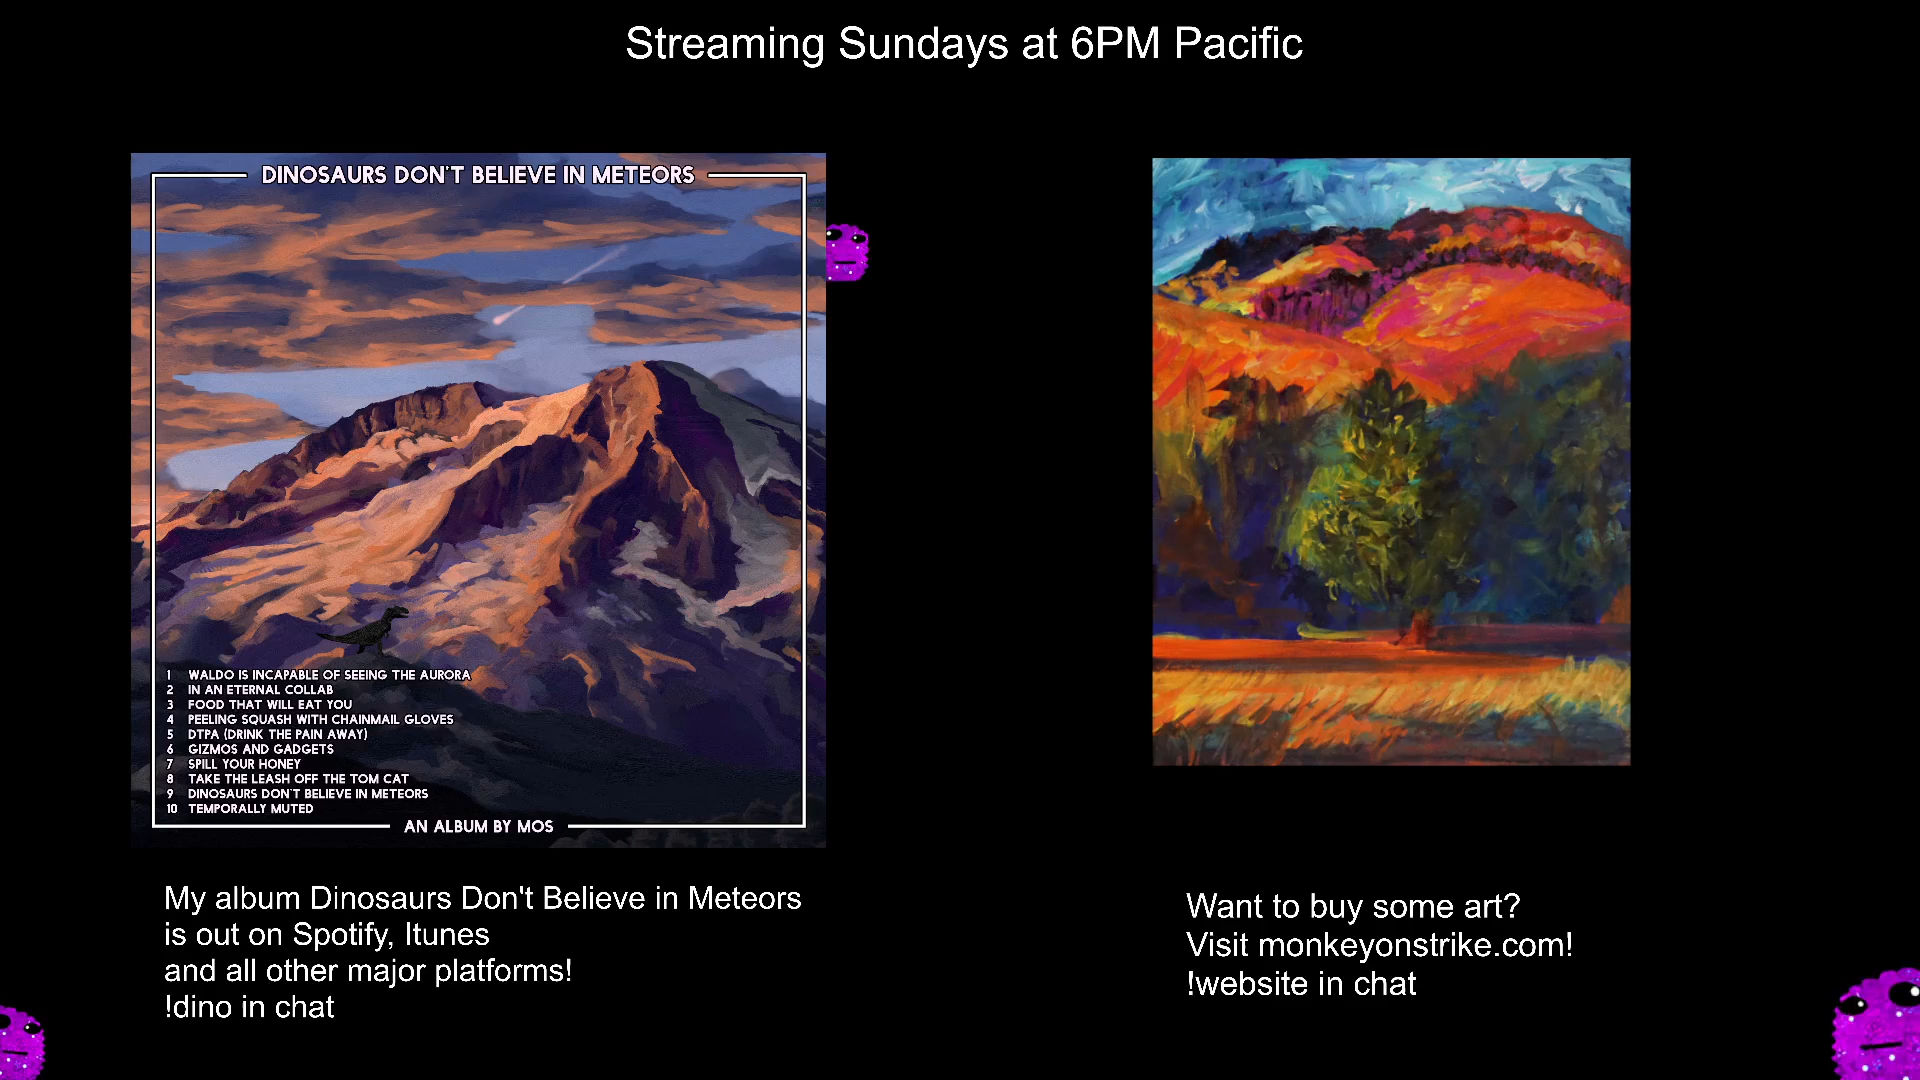 Streaming Sundays at 6PM Pacific
DINOSAURS DON'T BELIEVE IN METEORS
1 WALDO IS INCAPABLE OF SEEING THE AURORA
2 IN AN ETERNAL COLLAB
3 FOOD THAT WILL EAT YOU
4 PEELING SQUASH WITH CHAINMAIL GLOVES
5 DTPA (DRINK THE PAIN AWAY)
6 GIZMOS AND GADGETS
7 SPILL YOUR HONEY
8 TAKE THE LEASH OFF THE TOM CAT
9 DINOSAURS DON'T BELIEVE IN METEORS
10 TEMPORALLY MUTED
AN ALBUM BY MOS
My album Dinosaurs Don't Believe in Meteors
is out on Spotify, Itunes
and all other major platforms!
!dino in chat
Want to buy some art?
Visit monkeyonstrike.com!
!website in chat